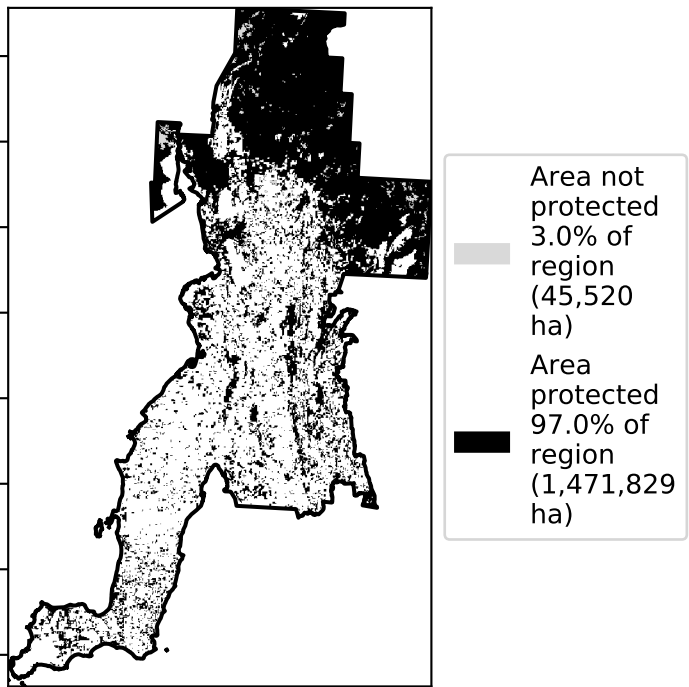 Area not
protected
3.0% of
region
(45,520
ha)
Area
protected
97.0% of
region
(1,471,829
ha)